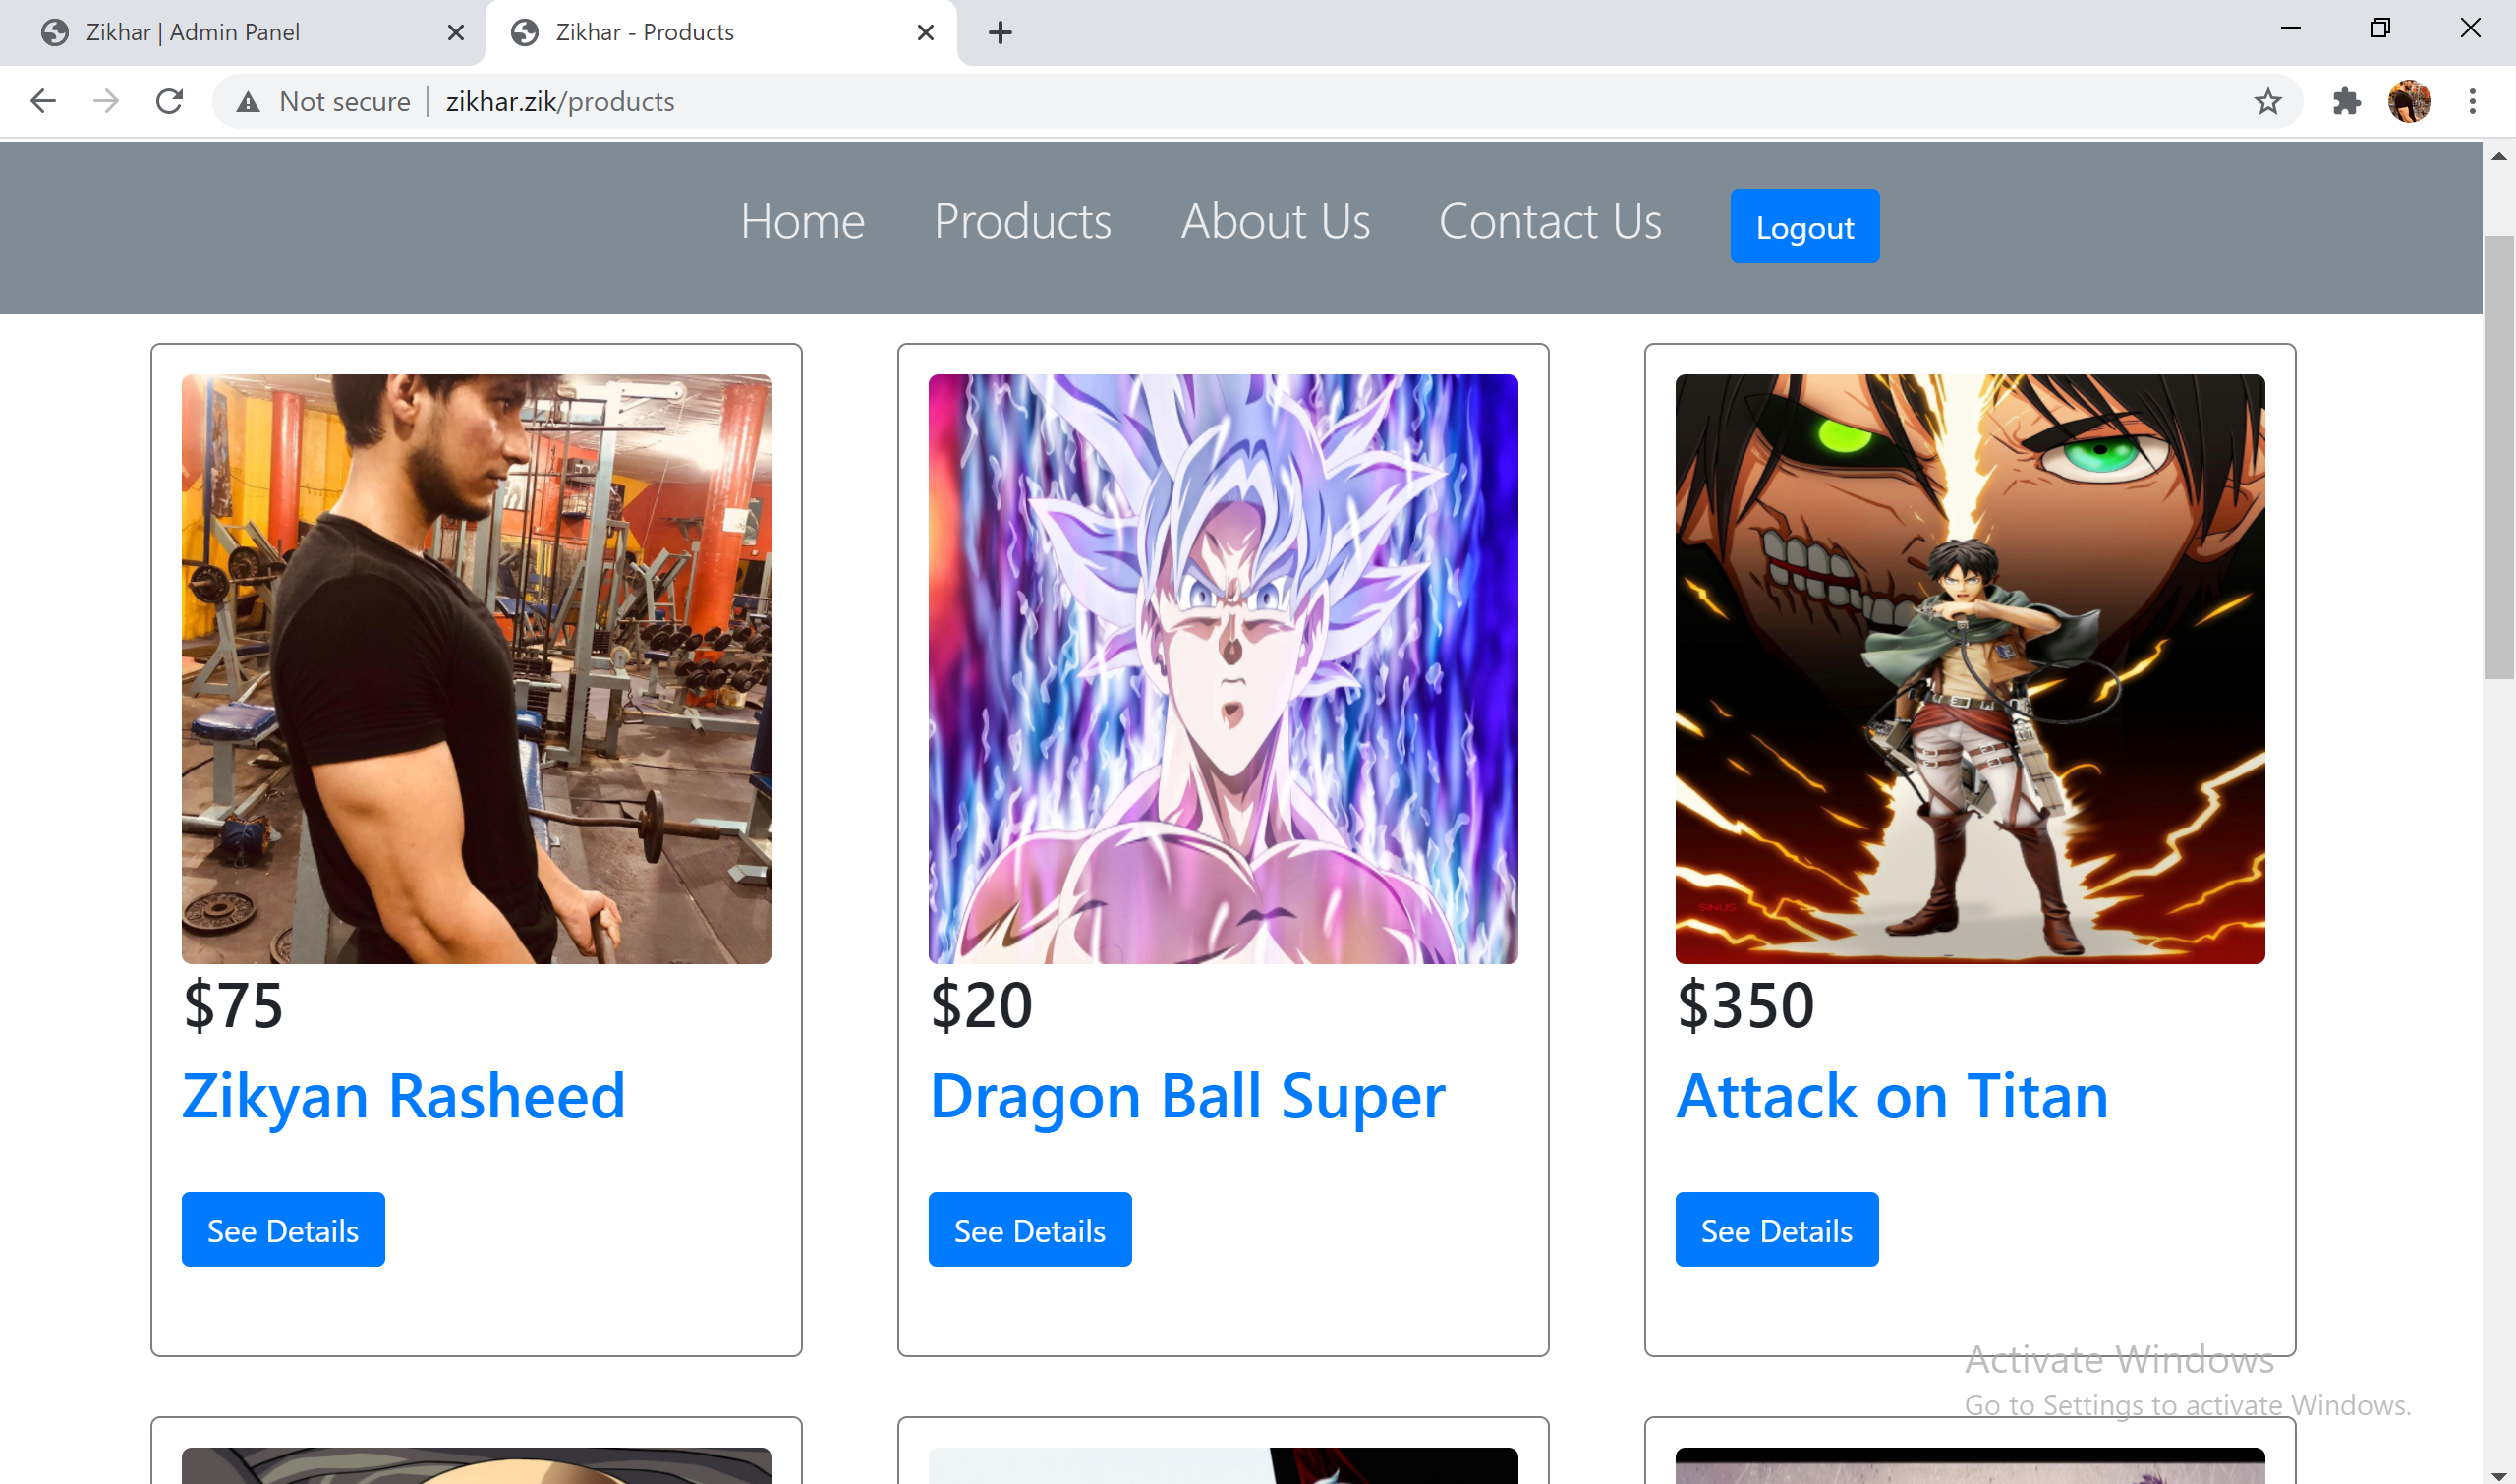 Zikhar | Admin Panel
Zikhar - Products
Not secure
zikhar.zik/products
Home Products About Us Contact Us Logout
SINUS
$75
Zikyan Rasheed
See Details
$20
Dragon Ball Super
See Details
$350
Attack on Titan
See Details
Activate Windows
Go to Settings to activate Windows.